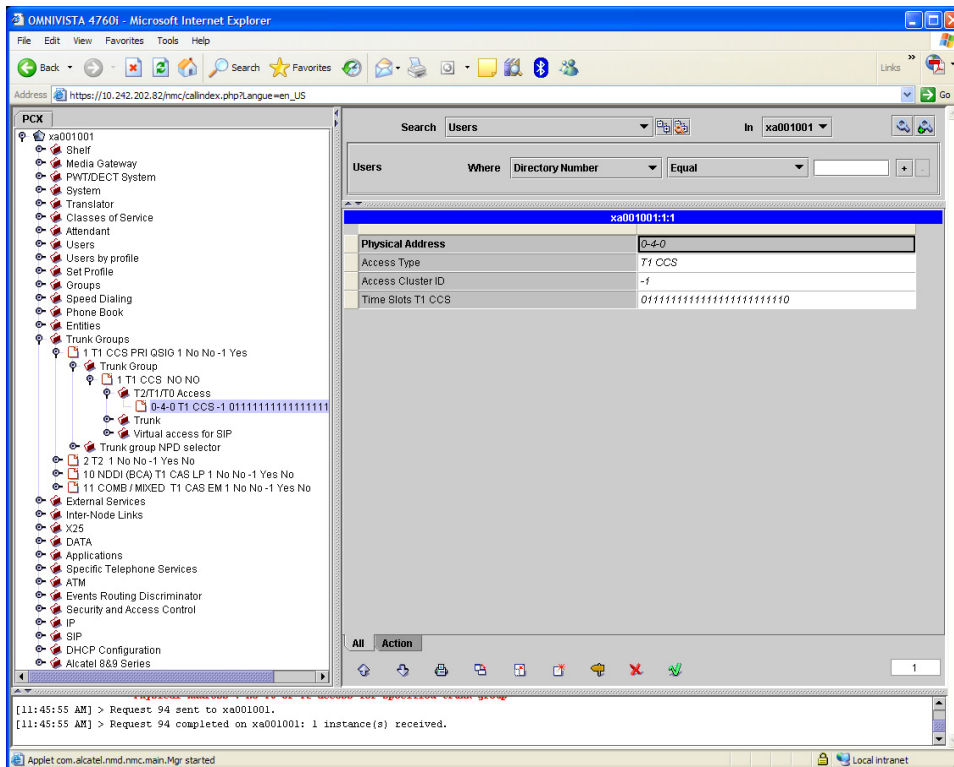 OMNIVISTA 4760i - Microsoft Internet Explorer
File Edit View Favorites Tools Help
Back Search Favorites Links
Address https://10.242.202.82/nmc/callindex.php?Langue=en_US Go
PCX
xa001001
Shelf
Media Gateway
PWT/DECT System
System
Translator
Classes of Service
Attendant
Users
Users by profile
Set Profile
Groups
Speed Dialing
Phone Book
Entities
Trunk Groups
1 T1 CCS PRI QSIG 1 No No -1 Yes
Trunk Group
1 T1 CCS NO NO
T2/T1/T0 Access
0-4-0 T1 CCS -1 01111111111111111
Trunk
Virtual access for SIP
Trunk group NPD selector
2 T2 1 No No -1 Yes No
10 NDDI (BCA) T1 CAS LP 1 No No -1 Yes No
11 COMB / MIXED T1 CAS EM 1 No No -1 Yes No
External Services
Inter-Node Links
X25
DATA
Applications
Specific Telephone Services
ATM
Events Routing Discriminator
Security and Access Control
IP
SIP
DHCP Configuration
Alcatel 8&9 Series
Search Users In xa001001
Users Where Directory Number Equal + -
xa001001:1:1
Physical Address 0-4-0
Access Type T1 CCS
Access Cluster ID -1
Time Slots T1 CCS 0111111111111111111111110
All Action
1
[11:45:55 AM] > Request 94 sent to xa001001.
[11:45:55 AM] > Request 94 completed on xa001001: 1 instance(s) received.
Applet com.alcatel.nmd.nmc.main.Mgr started Local intranet